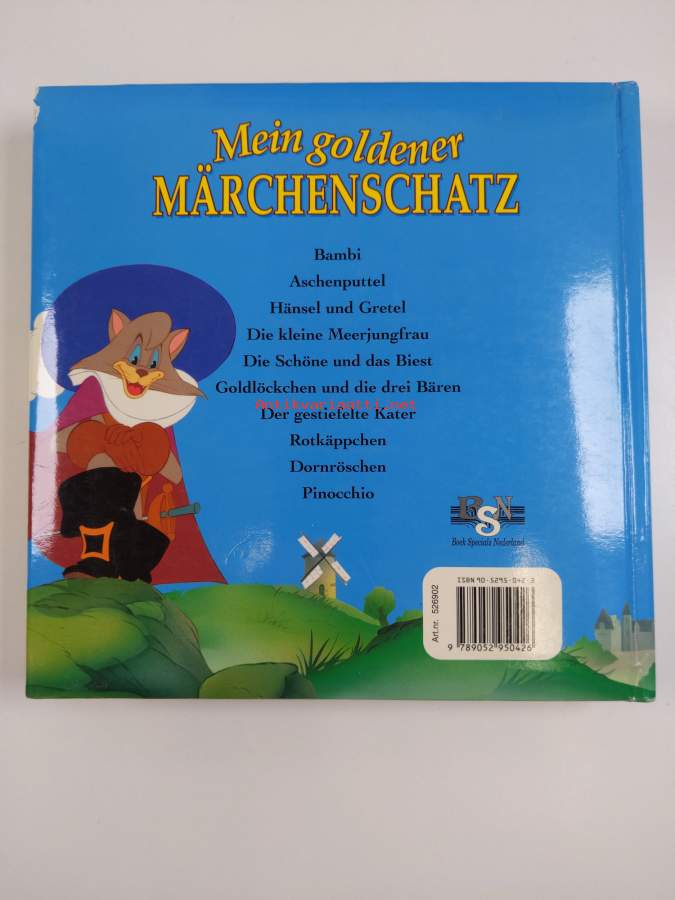 Mein goldener
MÄRCHENSCHATZ
Bambi
Aschenputtel
Hänsel und Gretel
Die kleine Meerjungfrau
Die Schöne und das Biest
Goldlöckchen und die drei Bären
Antikvariaatti.net
Der gestiefelte Kater
Rotkäppchen
Dornröschen
Pinocchio
BSN
Boek Specials Nederland
ISBN 90-5295-042-3
Art.nr. 526902
9 789052 950426